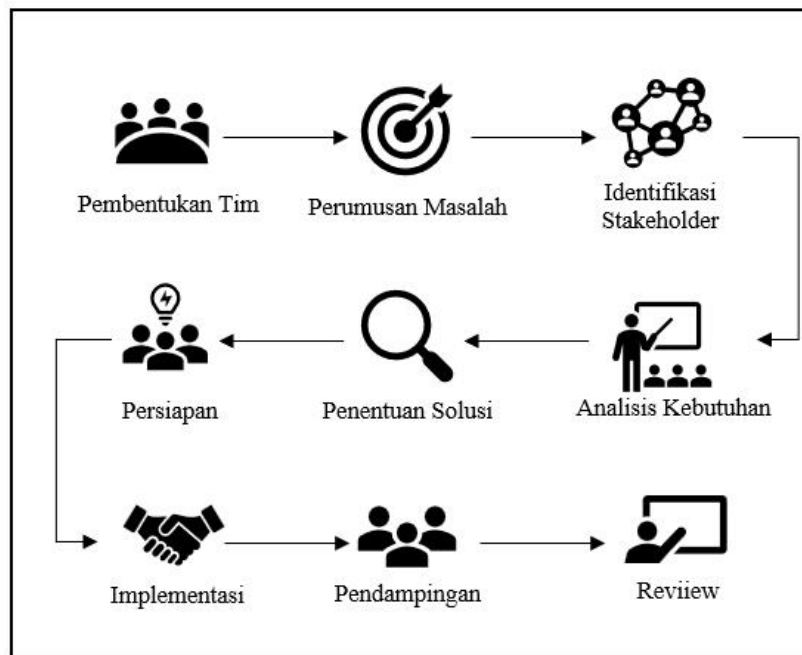 Pembentukan Tim
Perumusan Masalah
Identifikasi
Stakeholder
Analisis Kebutuhan
Penentuan Solusi
Persiapan
Implementasi
Pendampingan
Reviiew